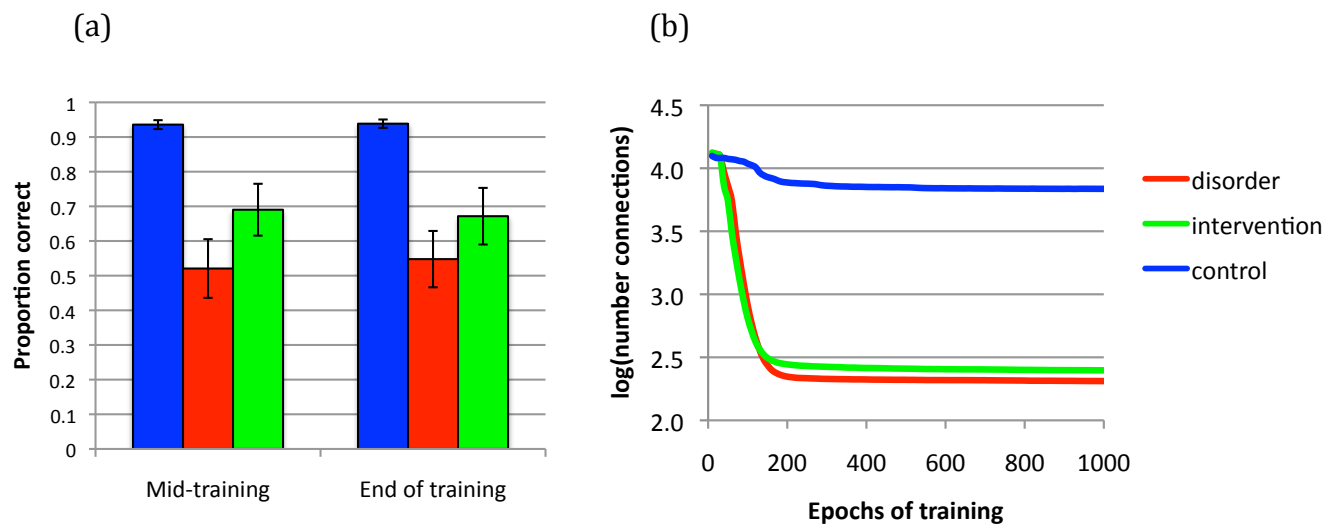 (a)
Proportion correct
1
0.9
0.8
0.7
0.6
0.5
0.4
0.3
0.2
0.1
0
Mid-training
End of training
(b)
log(number connections)
4.5
4.0
3.5
3.0
2.5
2.0
0
200
400
600
800
1000
Epochs of training
disorder
intervention
control